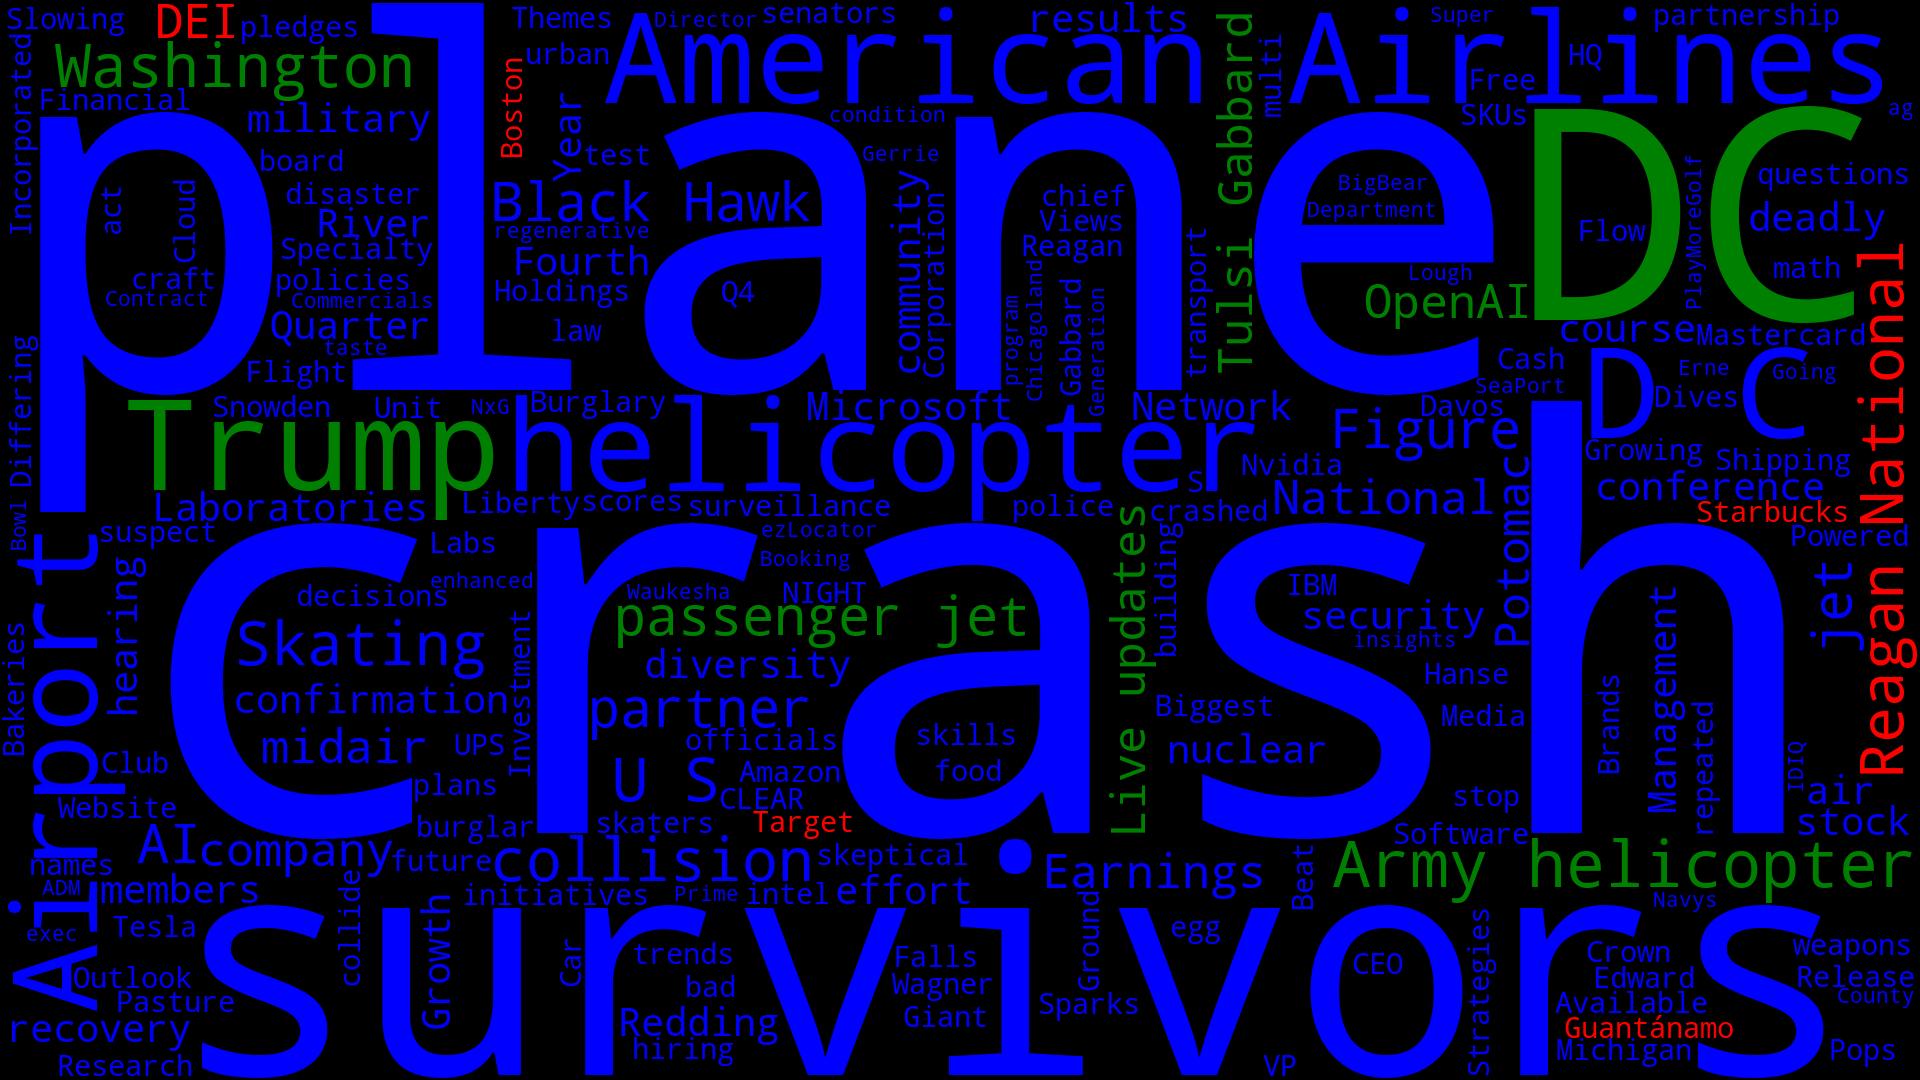 Slowing
DEI
pledges
Themes
Director
senators
results
Super
partnership
Washington
urban
American Airlines
HQ
Free
Financial
military
Boston
Year
condition
multi
SKUs
ag
Incorporated
board
test
Gerrie
Tulsi Gabbard
BigBear
questions
plane
DC
act
Cloud
disaster
River
Black Hawk
community
Corporation
chief
Views
Reagan
Department
Flow
PlayMoreGolf
deadly
Specialty
regenerative
Fourth
transport
craft
policies
Holdings
Q4
Lough
math
Contract
Commercials
Quarter
law
program
Chicagoland
Gabbard
Generation
OpenAI
course
Mastercard
taste
Flight
Cash
SeaPort
D C
Erne
Going
Differing
Trump
Snowden
Unit
NxG
Burglary
Microsoft
Network
Davos
Dives
Reagan National
helicopter
Figure
Growing
Shipping
Nvidia
Laboratories
Liberty
scores
surveillance
S
police
crashed
National
Potomac
conference
Starbucks
Bowl
suspect
Labs
ezLocator
Booking
Live updates
building
Powered
Airport
hearing
crash
decisions
enhanced
Waukesha
NIGHT
IBM
security
insights
jet
Bakeries
Skating
passenger jet
Investment
diversity
Hanse
Management
confirmation
partner
Biggest
Media
Brands
repeated
midair
UPS
officials
skills
nuclear
IDIQ
Club
plans
U S
Amazon
food
CLEAR
stop
air
Website
burglar
skaters
Target
Software
stock
AI
company
future
collision
skeptical
Earnings
Beat
Army helicopter
names
ADM
members
collide
initiatives
Prime
intel
effort
Ground
Navys
exec
Tesla
survivors
Growth
Car
trends
Falls
egg
CEO
Strategies
Crown
weapons
Outlook
bad
Wagner
Edward
Release
Pasture
Sparks
Available
County
recovery
Redding
Giant
Guantánamo
hiring
Michigan
Pops
Research
VP